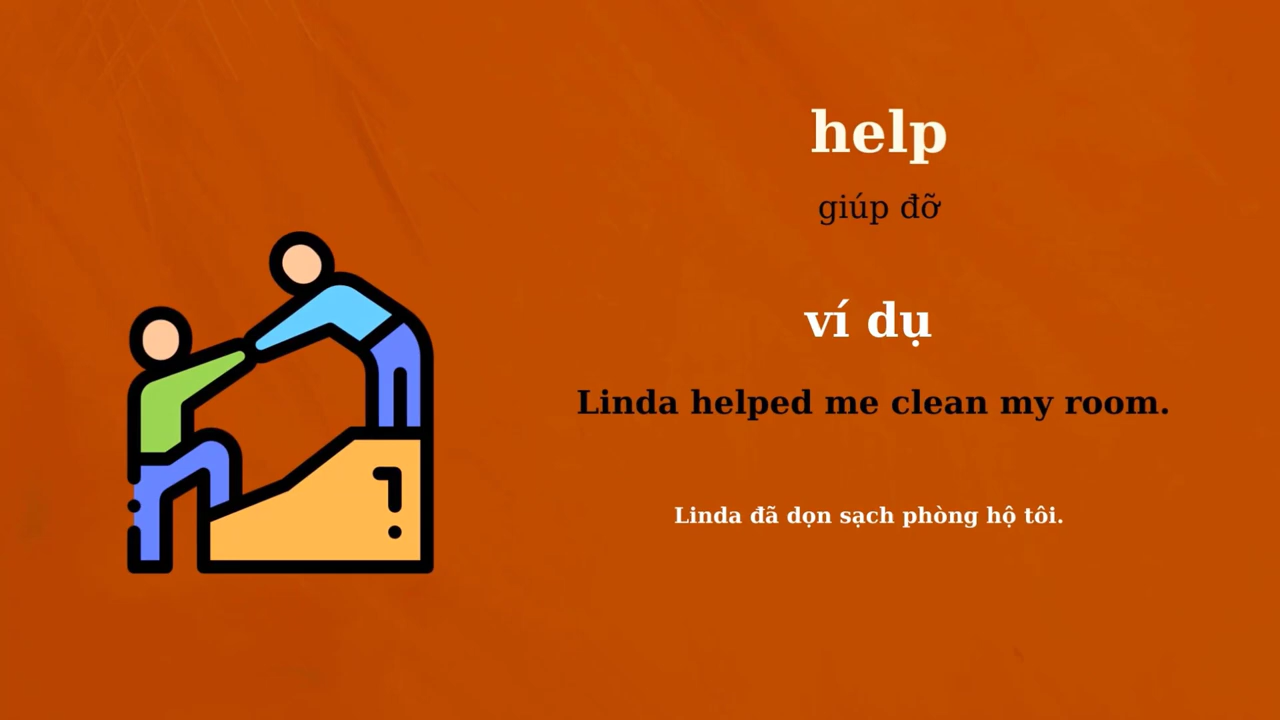 help
giúp đỡ
ví dụ
Linda helped me clean my room.
Linda đã dọn sạch phòng hộ tôi.